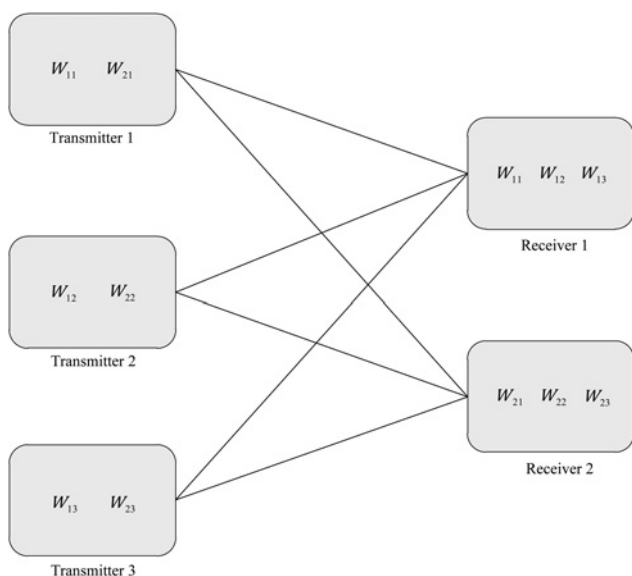 W₁₁ W₂₁
Transmitter 1
W₁₂ W₂₂
Transmitter 2
W₁₃ W₂₃
Transmitter 3
W₁₁ W₁₂ W₁₃
Receiver 1
W₂₁ W₂₂ W₂₃
Receiver 2